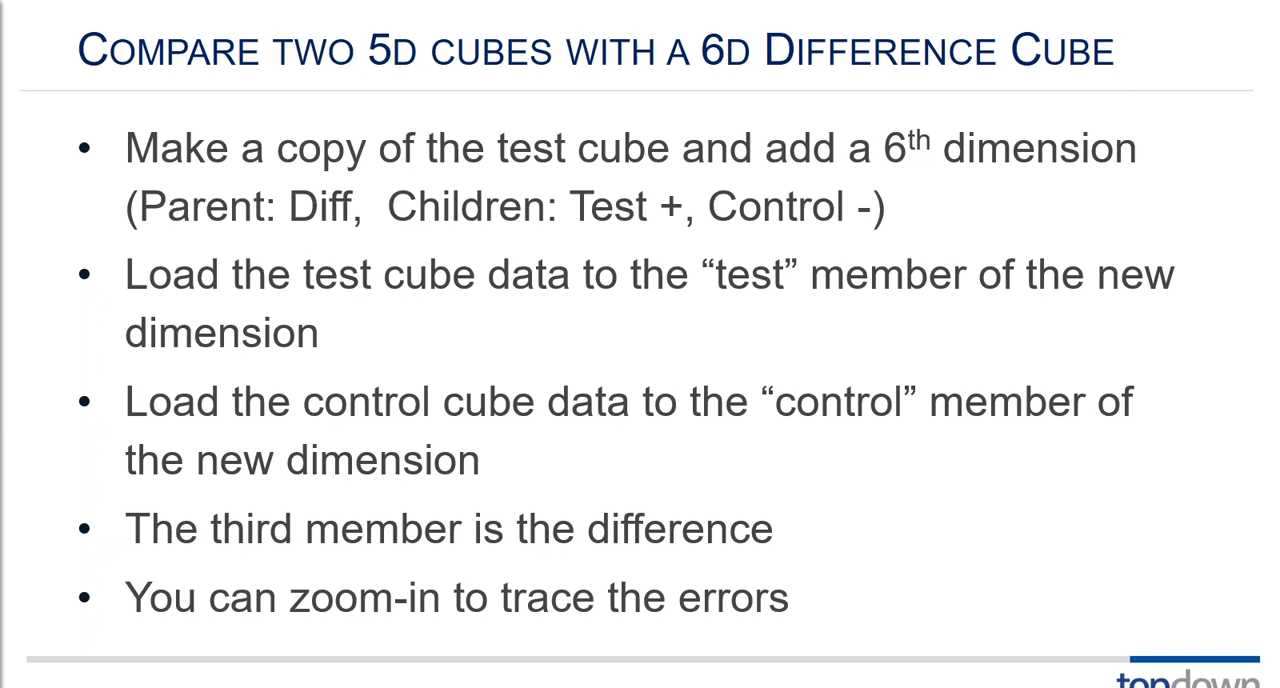 COMPARE TWO 5D CUBES WITH A 6D DIFFERENCE CUBE
• Make a copy of the test cube and add a 6th dimension
(Parent: Diff,  Children: Test +, Control -)
• Load the test cube data to the “test” member of the new
dimension
• Load the control cube data to the “control” member of
the new dimension
• The third member is the difference
• You can zoom-in to trace the errors
topdown